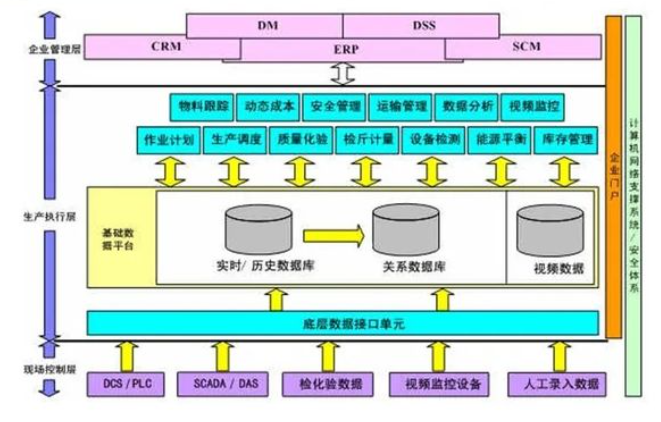 DM
DSS
企业管理层
CRM
ERP
SCM
物料跟踪
动态成本
安全管理
运输管理
数据分析
视频监控
作业计划
生产调度
质量化验
检斤计量
设备检测
能源平衡
库存管理
企业门户
计算机网络支撑系统/安全体系
生产执行层
基础数
据平台
实时/历史数据库
关系数据库
视频数据
底层数据接口单元
现场控制层
DCS/PLC
SCADA/DAS
检化验数据
视频监控设备
人工录入数据